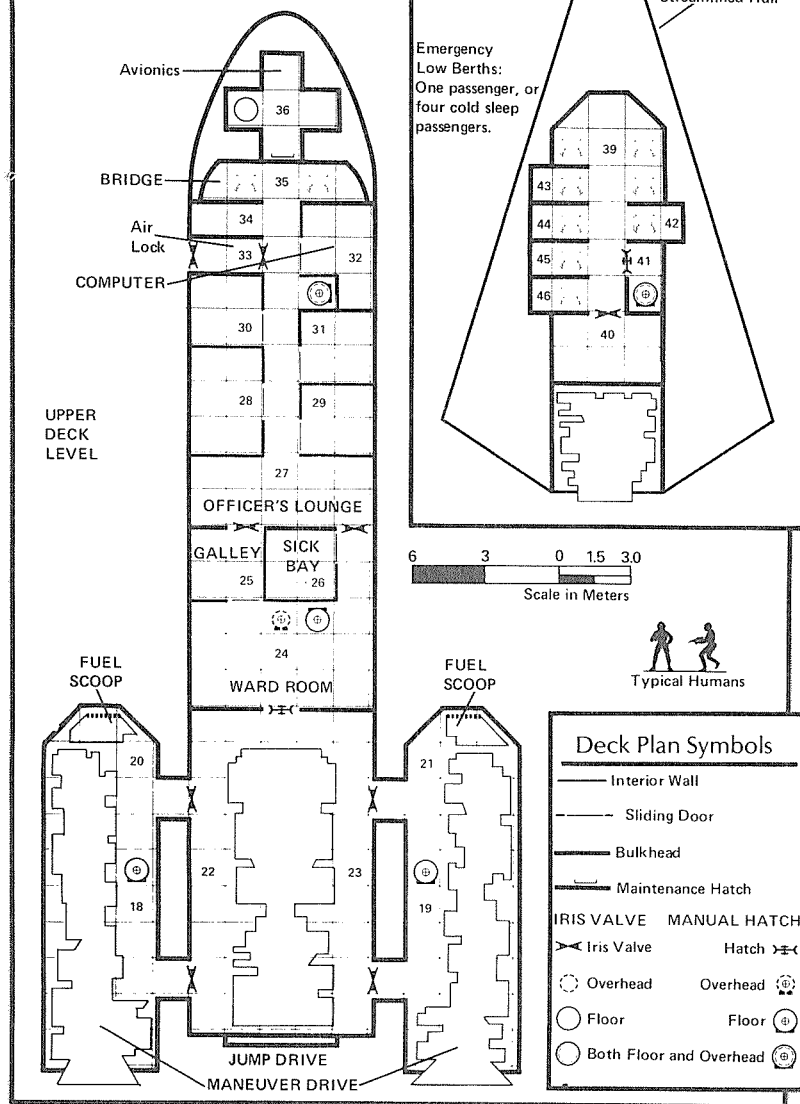 Avionics
36
BRIDGE
35
34
Air
Lock
33
32
COMPUTER
30
31
28
29
UPPER
DECK
LEVEL
27
OFFICER'S LOUNGE
GALLEY
SICK
BAY
25
26
24
WARD ROOM
FUEL
SCOOP
FUEL
SCOOP
20
21
22
23
18
19
JUMP DRIVE
MANEUVER DRIVE
Emergency
Low Berths:
One passenger, or
four cold sleep
passengers.
39
43
44
42
45
41
46
40
6 3 0 1.5 3.0
Scale in Meters
Typical Humans
Deck Plan Symbols
Interior Wall
Sliding Door
Bulkhead
Maintenance Hatch
IRIS VALVE MANUAL HATCH
Iris Valve Hatch
Overhead Overhead
Floor Floor
Both Floor and Overhead